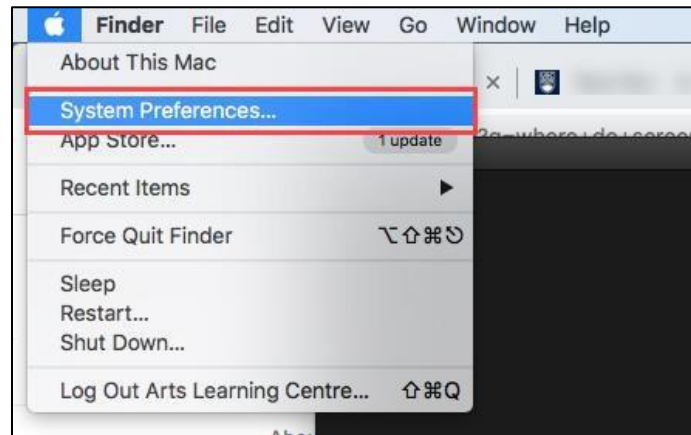 Finder File Edit View Go Window Help
About This Mac
System Preferences...
App Store... 1 update
Recent Items
Force Quit Finder ⌥⇧⌘⎋
Sleep
Restart...
Shut Down...
Log Out Arts Learning Centre... ⇧⌘Q